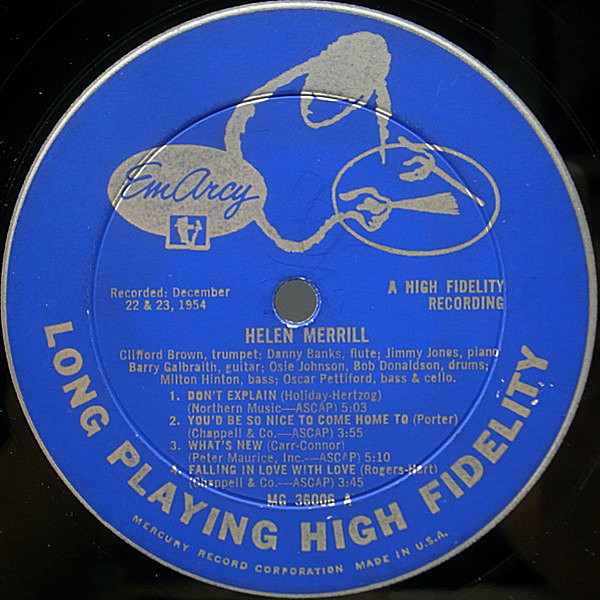 EmArcy
Recorded: December
22 & 23, 1954
A HIGH FIDELITY
RECORDING
HELEN MERRILL
Clifford Brown, trumpet; Danny Banks, flute; Jimmy Jones, piano
Barry Galbraith, guitar; Osie Johnson, Bob Donaldson, drums;
Milton Hinton, bass; Oscar Pettiford, bass & cello.
1. DON'T EXPLAIN (Holiday-Hertzog)
(Northern Music—ASCAP) 5:03
2. YOU'D BE SO NICE TO COME HOME TO (Porter)
(Chappell & Co.—ASCAP) 3:55
3. WHAT'S NEW (Carr-Connor)
(Peter Maurice, Inc.—ASCAP) 5:10
4. FALLING IN LOVE WITH LOVE (Rogers-Hart)
(Chappell & Co.—ASCAP) 3:45
MG 36006 A
LONG PLAYING HIGH FIDELITY
MERCURY RECORD CORPORATION MADE IN U.S.A.